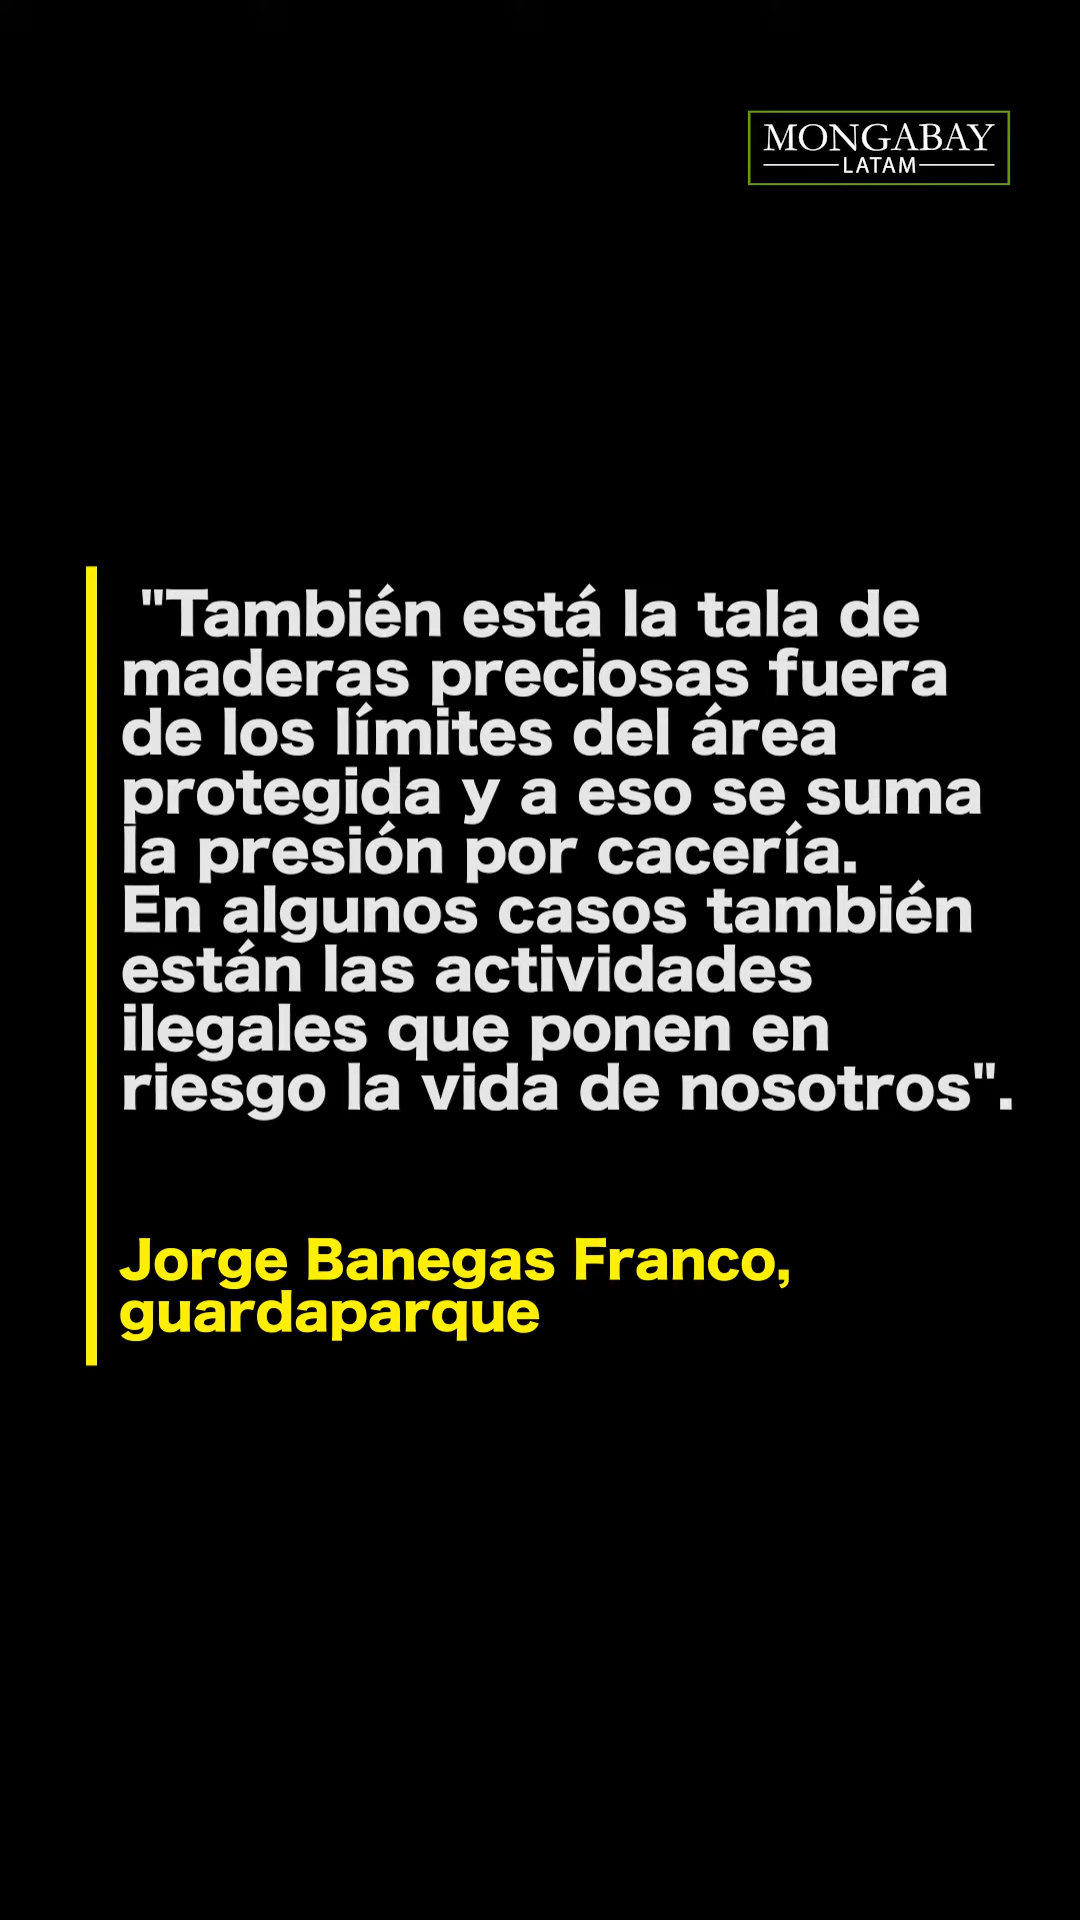 MONGABAY
LATAM
"También está la tala de
maderas preciosas fuera
de los límites del área
protegida y a eso se suma
la presión por cacería.
En algunos casos también
están las actividades
ilegales que ponen en
riesgo la vida de nosotros".
Jorge Banegas Franco,
guardaparque